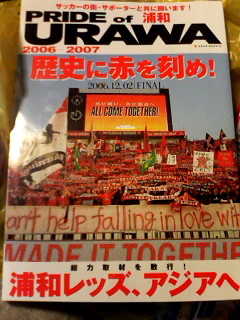 サッカーの街・サポーターと共に闘います!
PRIDE of 浦和
URAWA
2006 2007
歴史に赤を刻め!
2006.12.02 FINAL
ALL COME TOGETHER!
an't help falling in love wit
MADE IT TOGETHE
総力取材を敢行!
浦和レッズ、アジアへ